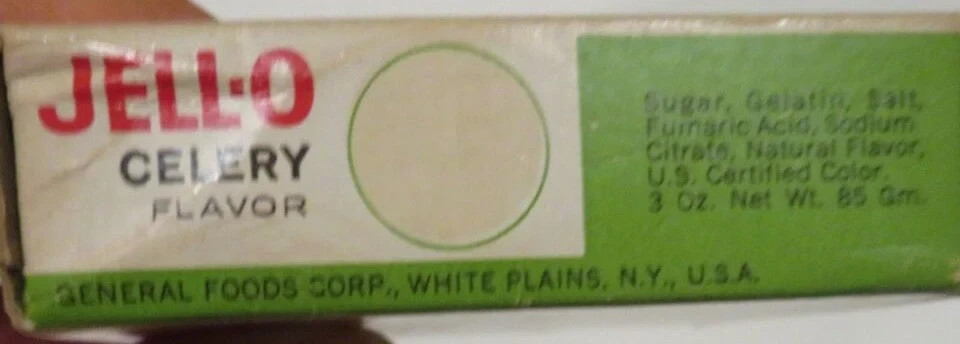 JELL-O
CELERY
FLAVOR
Sugar, Gelatin, Salt,
Fumaric Acid, Sodium
Citrate, Natural Flavor,
U.S. Certified Color.
3 Oz. Net Wt. 85 Gm.
GENERAL FOODS CORP., WHITE PLAINS, N.Y., U.S.A.